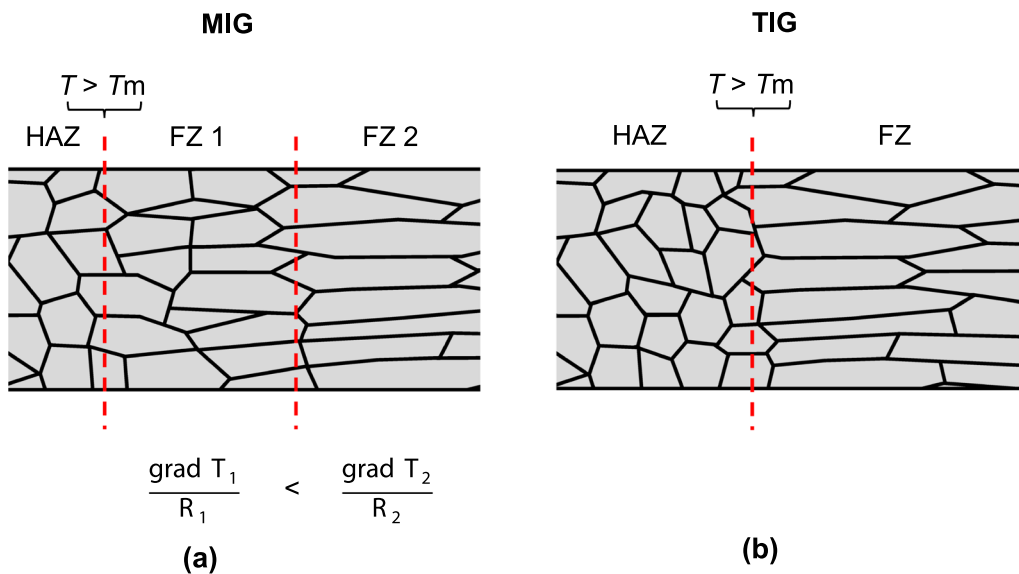 MIG
T > Tm
HAZ FZ 1 FZ 2
grad T1 / R1 < grad T2 / R2
(a)
TIG
T > Tm
HAZ FZ
(b)